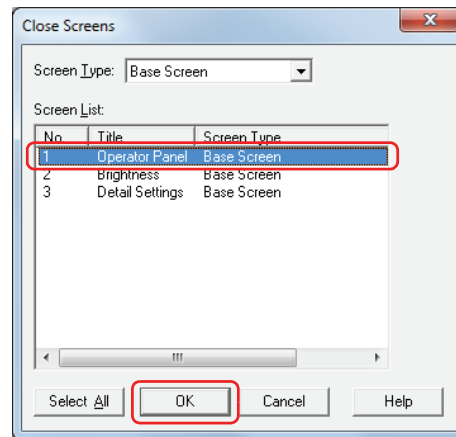 Close Screens
Screen Type: Base Screen
Screen List:
No. Title Screen Type
1 Operator Panel Base Screen
2 Brightness Base Screen
3 Detail Settings Base Screen
Select All OK Cancel Help